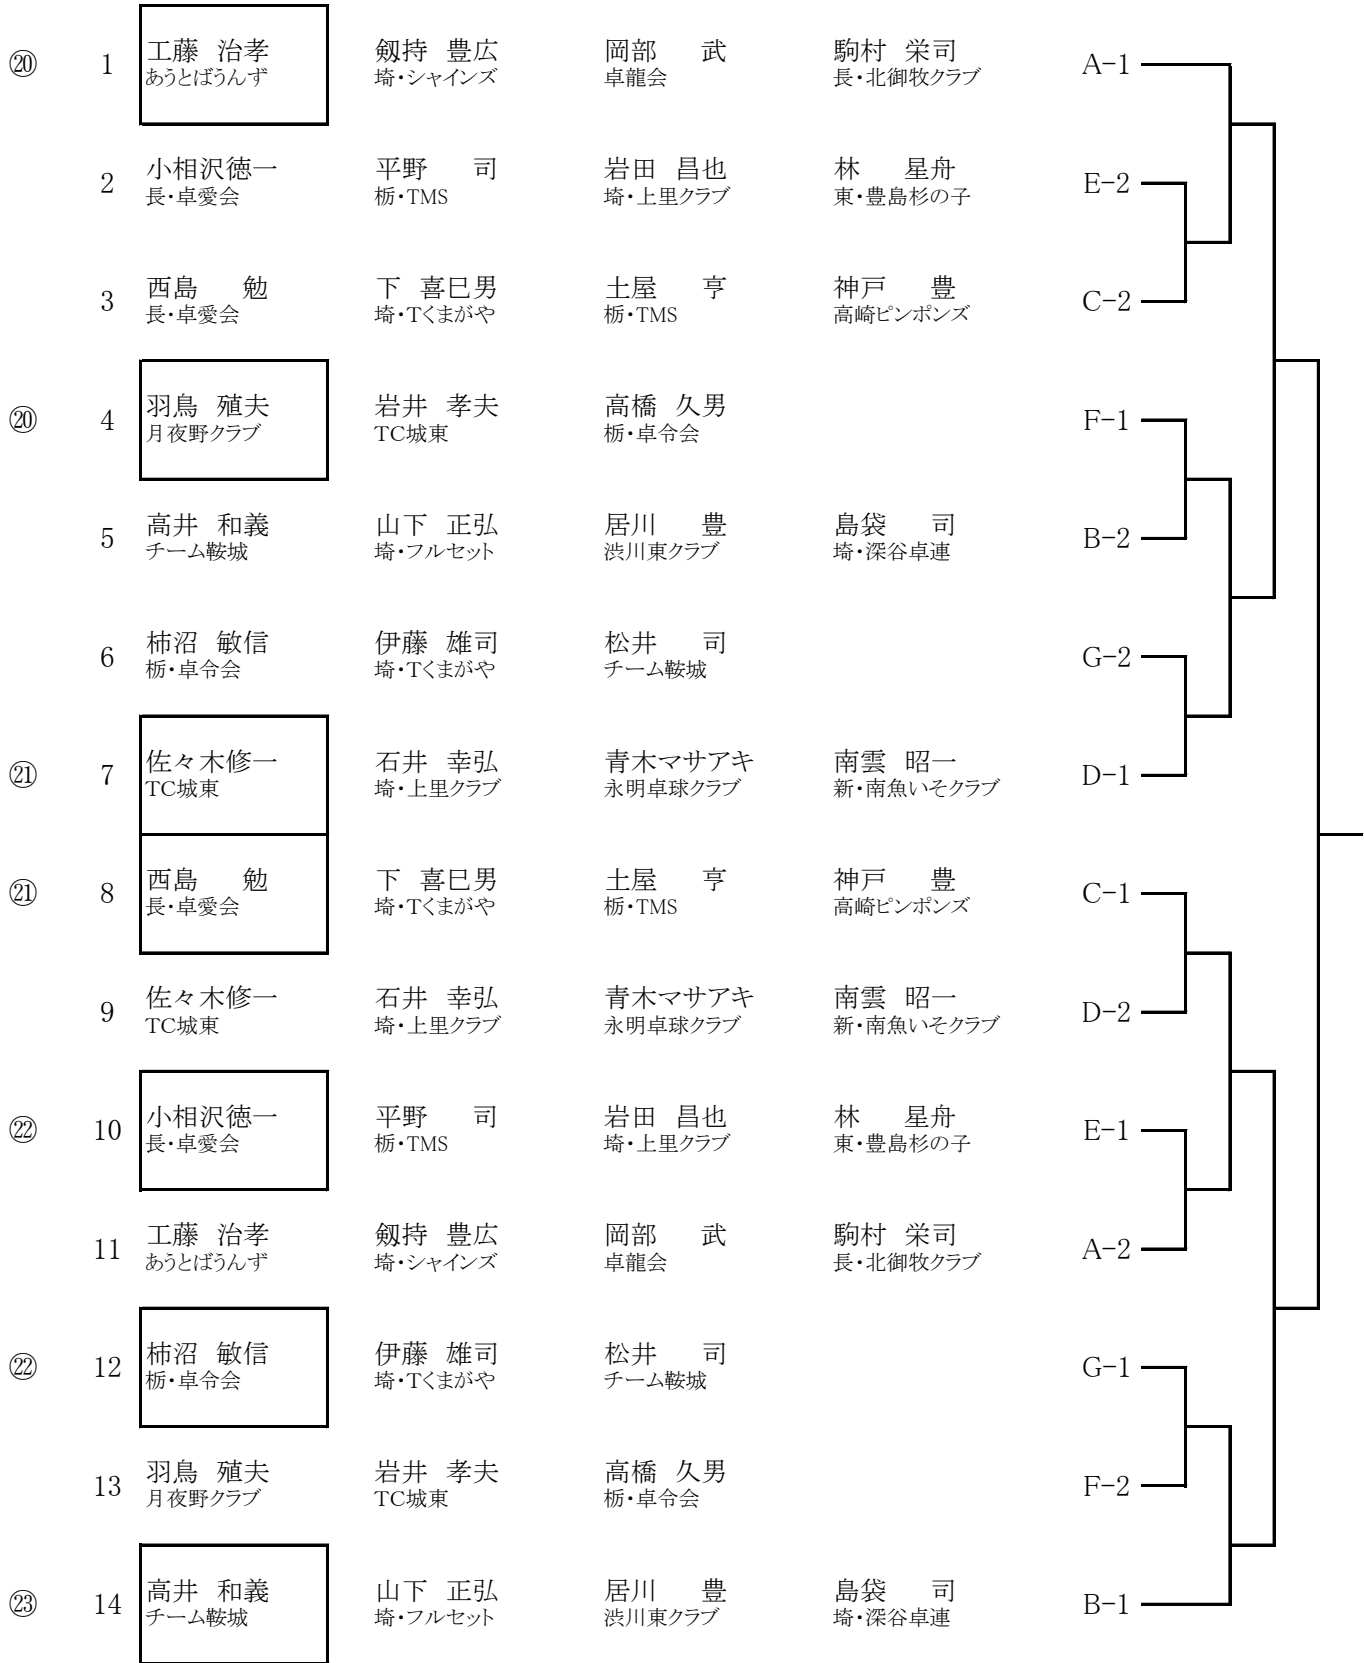 ⑳ 1 工藤 治孝 剱持 豊広 岡部 武 駒村 栄司 A-1
あうとばうんず 埼・シャインズ 卓龍会 長・北御牧クラブ
2 小相沢徳一 平野 司 岩田 昌也 林 星舟 E-2
長・卓愛会 栃・TMS 埼・上里クラブ 東・豊島杉の子
3 西島 勉 下 喜巳男 土屋 亨 神戸 豊 C-2
長・卓愛会 埼・Tくまがや 栃・TMS 高崎ピンポンズ
⑳ 4 羽鳥 殖夫 岩井 孝夫 高橋 久男 F-1
月夜野クラブ TC城東 栃・卓令会
5 高井 和義 山下 正弘 居川 豊 島袋 司 B-2
チーム鞍城 埼・フルセット 渋川東クラブ 埼・深谷卓連
6 柿沼 敏信 伊藤 雄司 松井 司 G-2
栃・卓令会 埼・Tくまがや チーム鞍城
㉑ 7 佐々木修一 石井 幸弘 青木マサアキ 南雲 昭一 D-1
TC城東 埼・上里クラブ 永明卓球クラブ 新・南魚いそクラブ
㉑ 8 西島 勉 下 喜巳男 土屋 亨 神戸 豊 C-1
長・卓愛会 埼・Tくまがや 栃・TMS 高崎ピンポンズ
9 佐々木修一 石井 幸弘 青木マサアキ 南雲 昭一 D-2
TC城東 埼・上里クラブ 永明卓球クラブ 新・南魚いそクラブ
㉒ 10 小相沢徳一 平野 司 岩田 昌也 林 星舟 E-1
長・卓愛会 栃・TMS 埼・上里クラブ 東・豊島杉の子
11 工藤 治孝 剱持 豊広 岡部 武 駒村 栄司 A-2
あうとばうんず 埼・シャインズ 卓龍会 長・北御牧クラブ
㉒ 12 柿沼 敏信 伊藤 雄司 松井 司 G-1
栃・卓令会 埼・Tくまがや チーム鞍城
13 羽鳥 殖夫 岩井 孝夫 高橋 久男 F-2
月夜野クラブ TC城東 栃・卓令会
㉓ 14 高井 和義 山下 正弘 居川 豊 島袋 司 B-1
チーム鞍城 埼・フルセット 渋川東クラブ 埼・深谷卓連